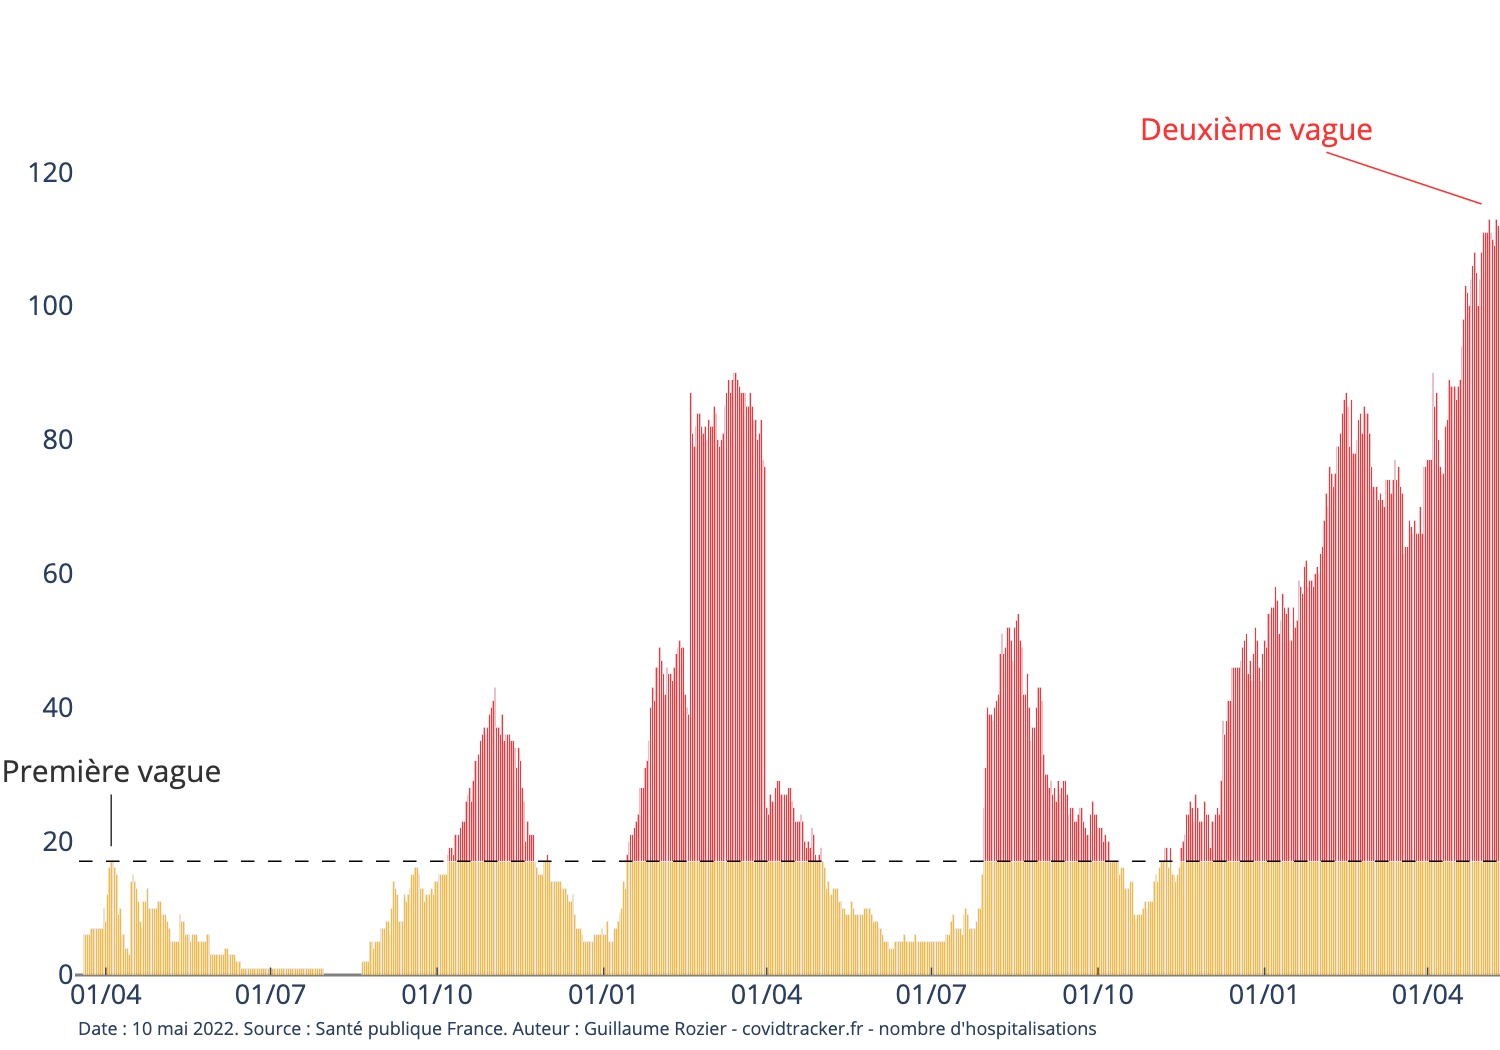 Deuxième vague
120
100
80
60
40
Première vague
20
0
01/04 01/07 01/10 01/01 01/04 01/07 01/10 01/01 01/04
Date : 10 mai 2022. Source : Santé publique France. Auteur : Guillaume Rozier - covidtracker.fr - nombre d'hospitalisations